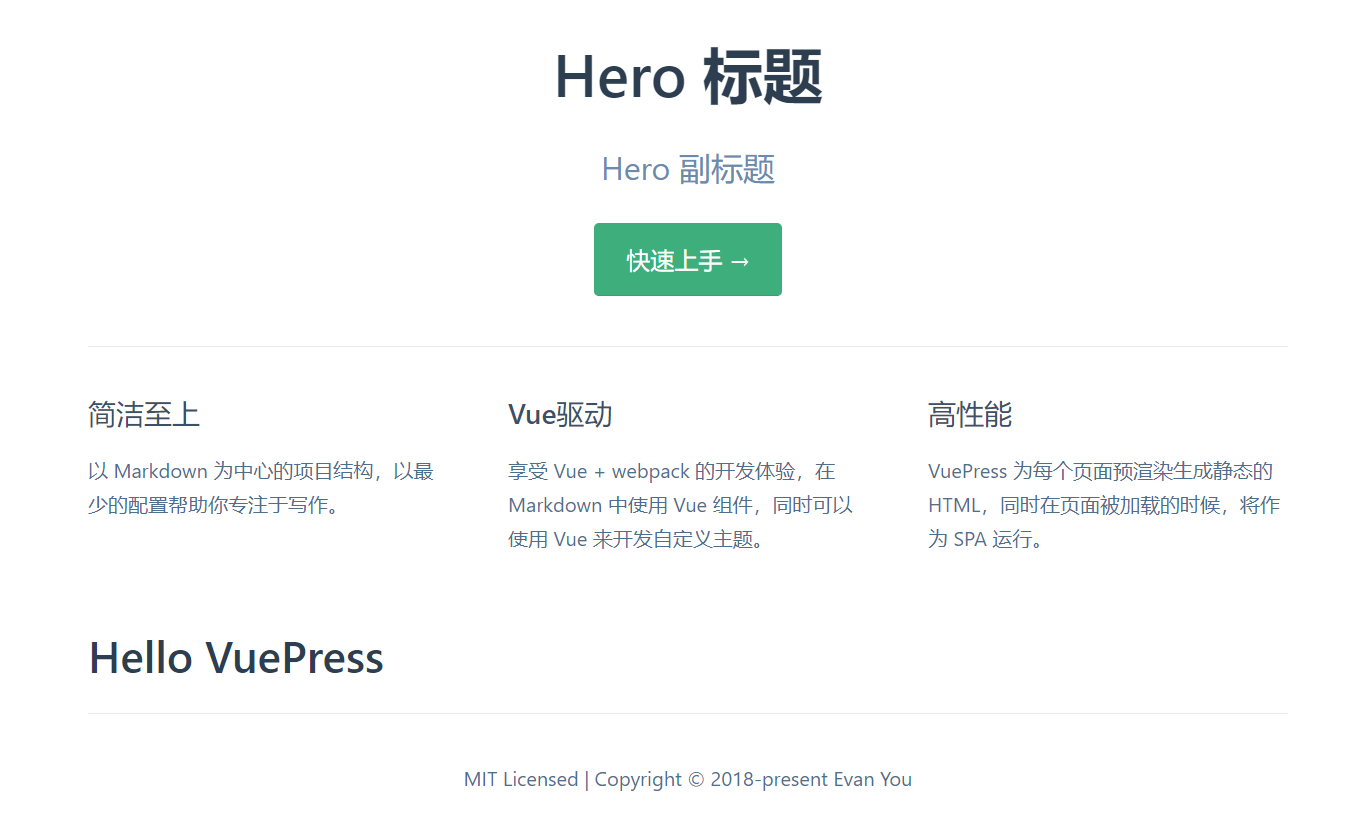 Hero 标题
Hero 副标题
快速上手 →
简洁至上
以 Markdown 为中心的项目结构，以最
少的配置帮助你专注于写作。
Vue驱动
享受 Vue + webpack 的开发体验，在
Markdown 中使用 Vue 组件，同时可以
使用 Vue 来开发自定义主题。
高性能
VuePress 为每个页面预渲染生成静态的
HTML，同时在页面被加载的时候，将作
为 SPA 运行。
Hello VuePress
MIT Licensed | Copyright © 2018-present Evan You